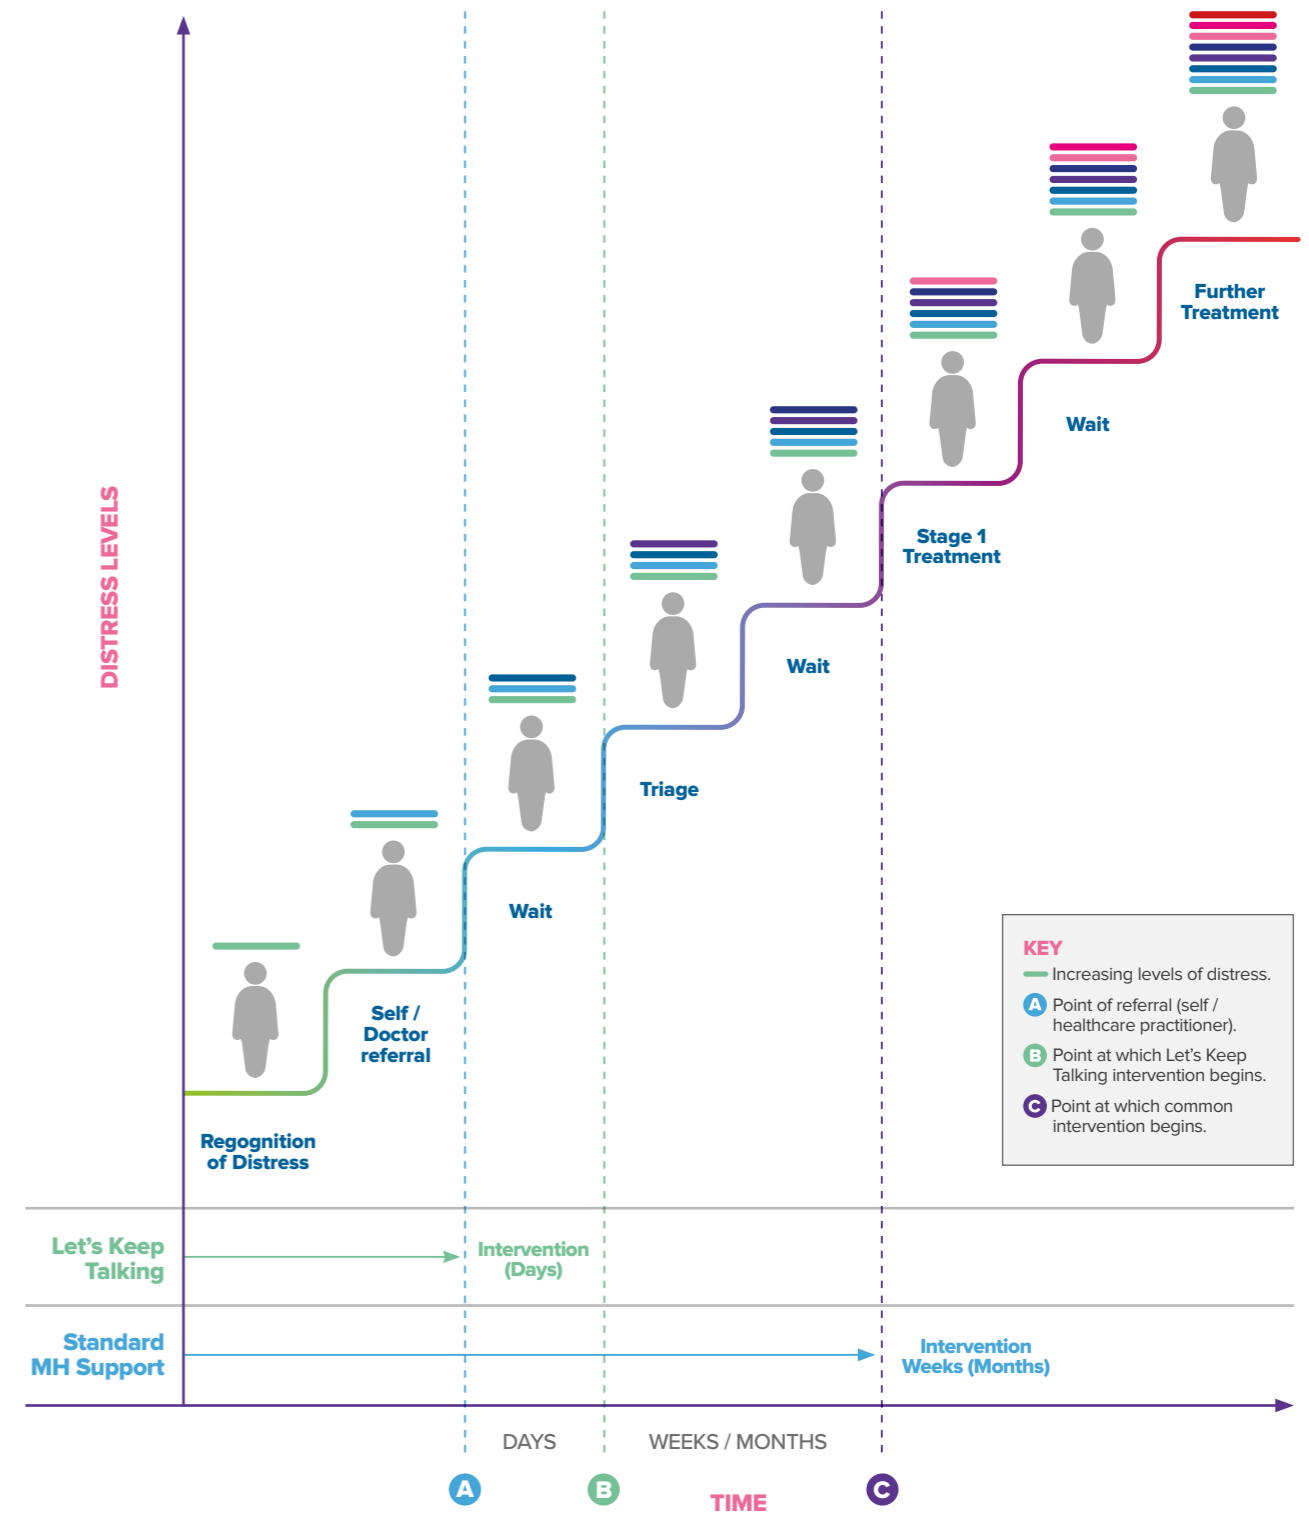 DISTRESS LEVELS
Further
Treatment
Wait
Stage 1
Treatment
Wait
Triage
Wait
Self /
Doctor
referral
Regognition
of Distress
KEY
Increasing levels of distress.
A Point of referral (self /
healthcare practitioner).
B Point at which Let's Keep
Talking intervention begins.
C Point at which common
intervention begins.
Let's Keep
Talking
Intervention
(Days)
Standard
MH Support
Intervention
Weeks (Months)
DAYS
WEEKS / MONTHS
A
B
C
TIME